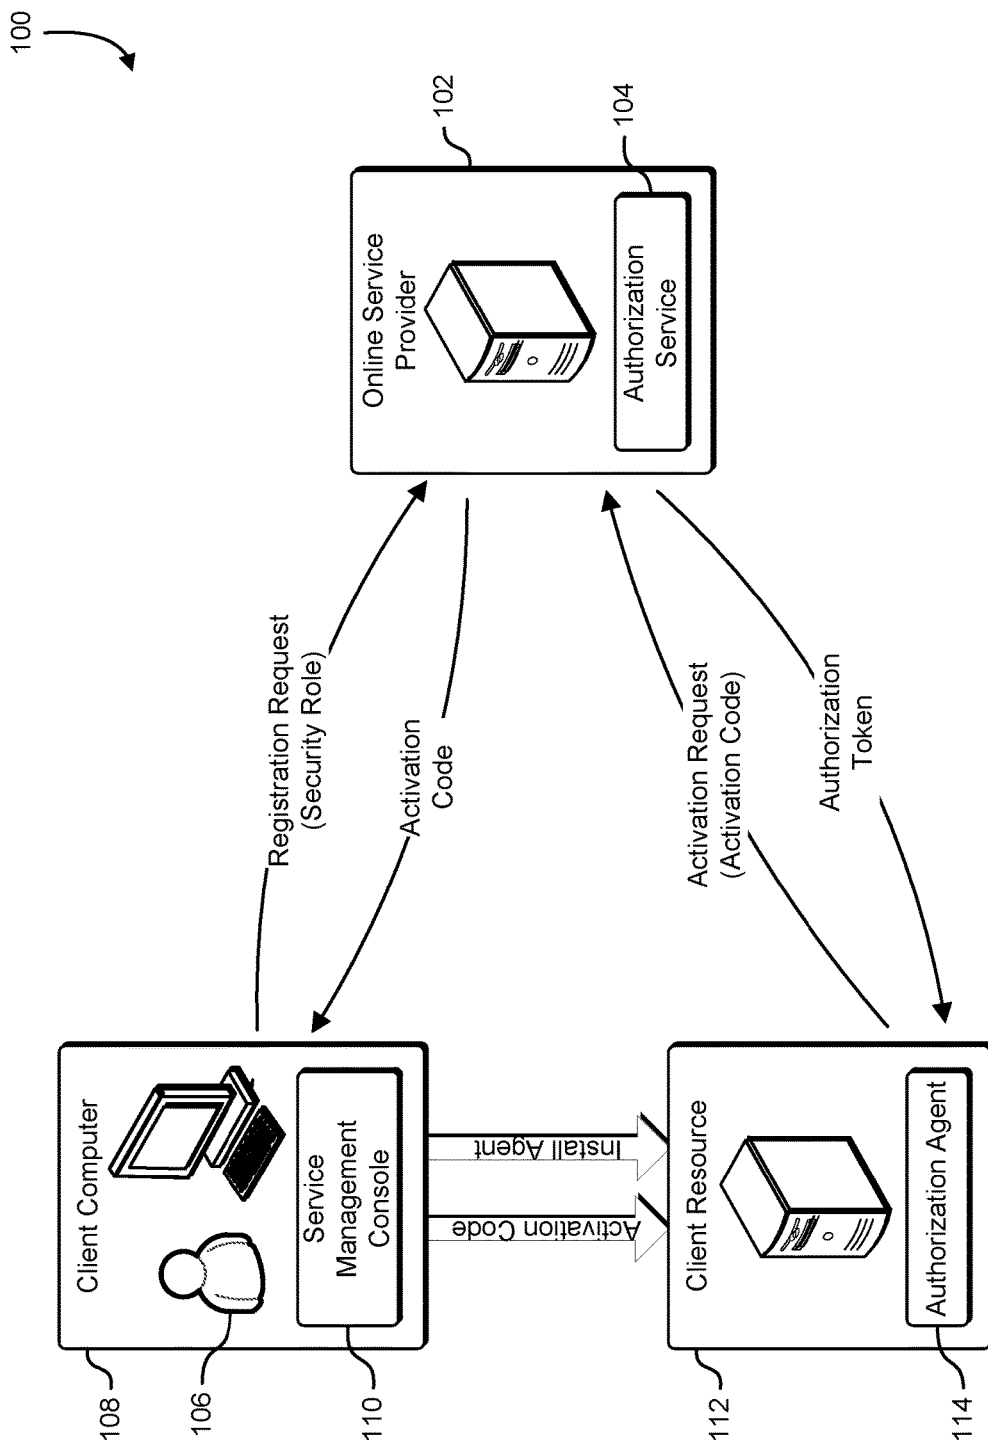 100
108
Client Computer
106
Service
Management
Console
110
Registration Request
(Security Role)
Activation
Code
Online Service
Provider
102
Authorization
Service
104
Activation Code
Install Agent
112
Client Resource
Authorization Agent
114
Activation Request
(Activation Code)
Authorization
Token